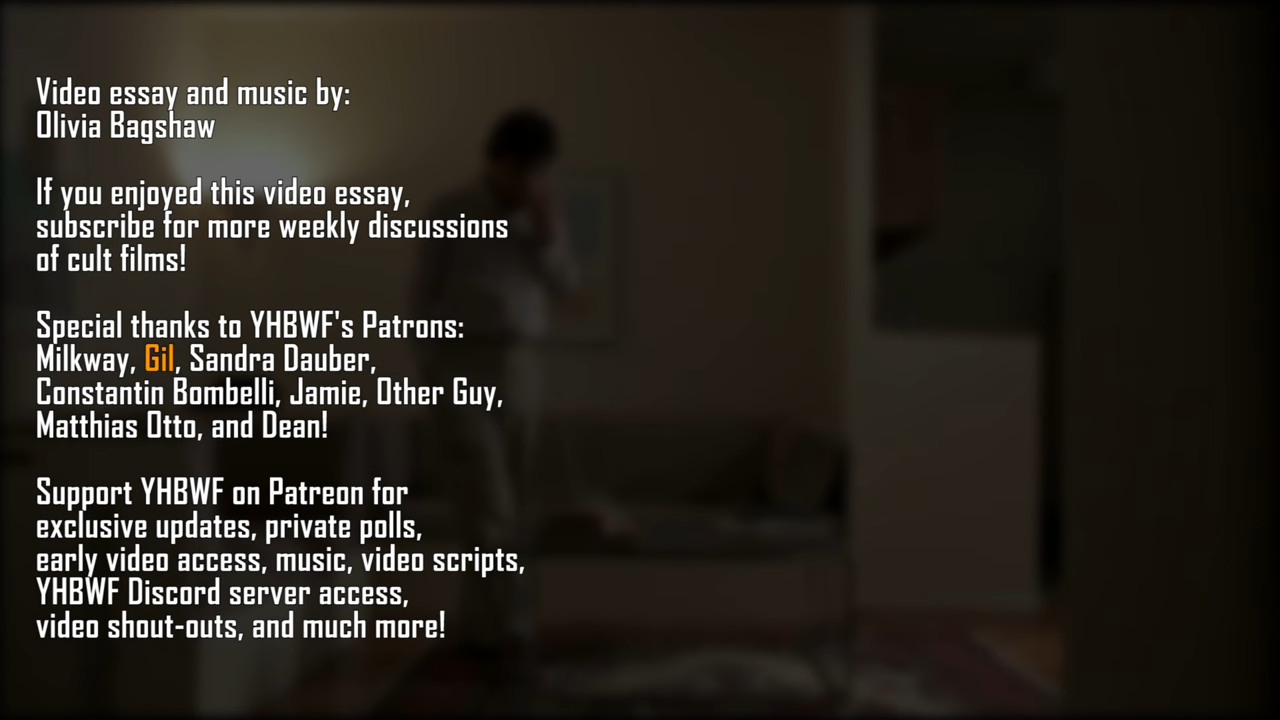 Video essay and music by:
Olivia Bagshaw
If you enjoyed this video essay,
subscribe for more weekly discussions
of cult films!
Special thanks to YHBWF's Patrons:
Milkway, Gil, Sandra Dauber,
Constantin Bombelli, Jamie, Other Guy,
Matthias Otto, and Dean!
Support YHBWF on Patreon for
exclusive updates, private polls,
early video access, music, video scripts,
YHBWF Discord server access,
video shout-outs, and much more!